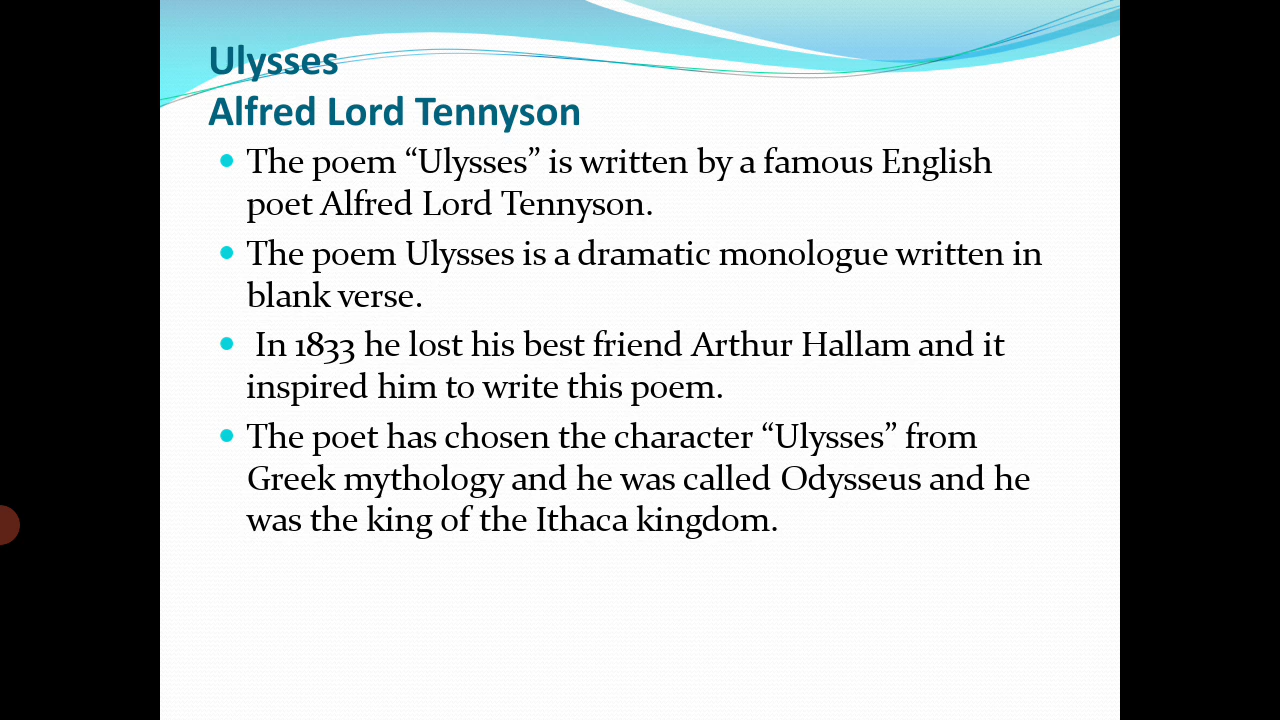 Ulysses
Alfred Lord Tennyson
The poem “Ulysses” is written by a famous English
poet Alfred Lord Tennyson.
The poem Ulysses is a dramatic monologue written in
blank verse.
In 1833 he lost his best friend Arthur Hallam and it
inspired him to write this poem.
The poet has chosen the character “Ulysses” from
Greek mythology and he was called Odysseus and he
was the king of the Ithaca kingdom.